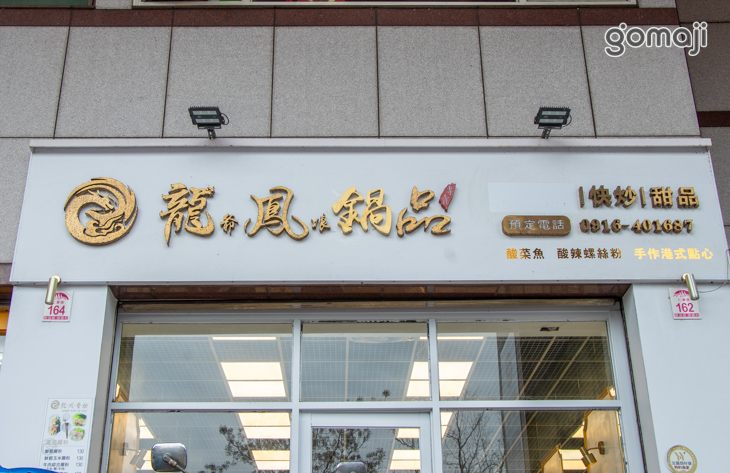 gomaji
龍爺鳳娘鍋品
|快炒|甜品
預定電話 0916-401687
酸菜魚 酸辣螺絲粉 手作港式點心
164
162